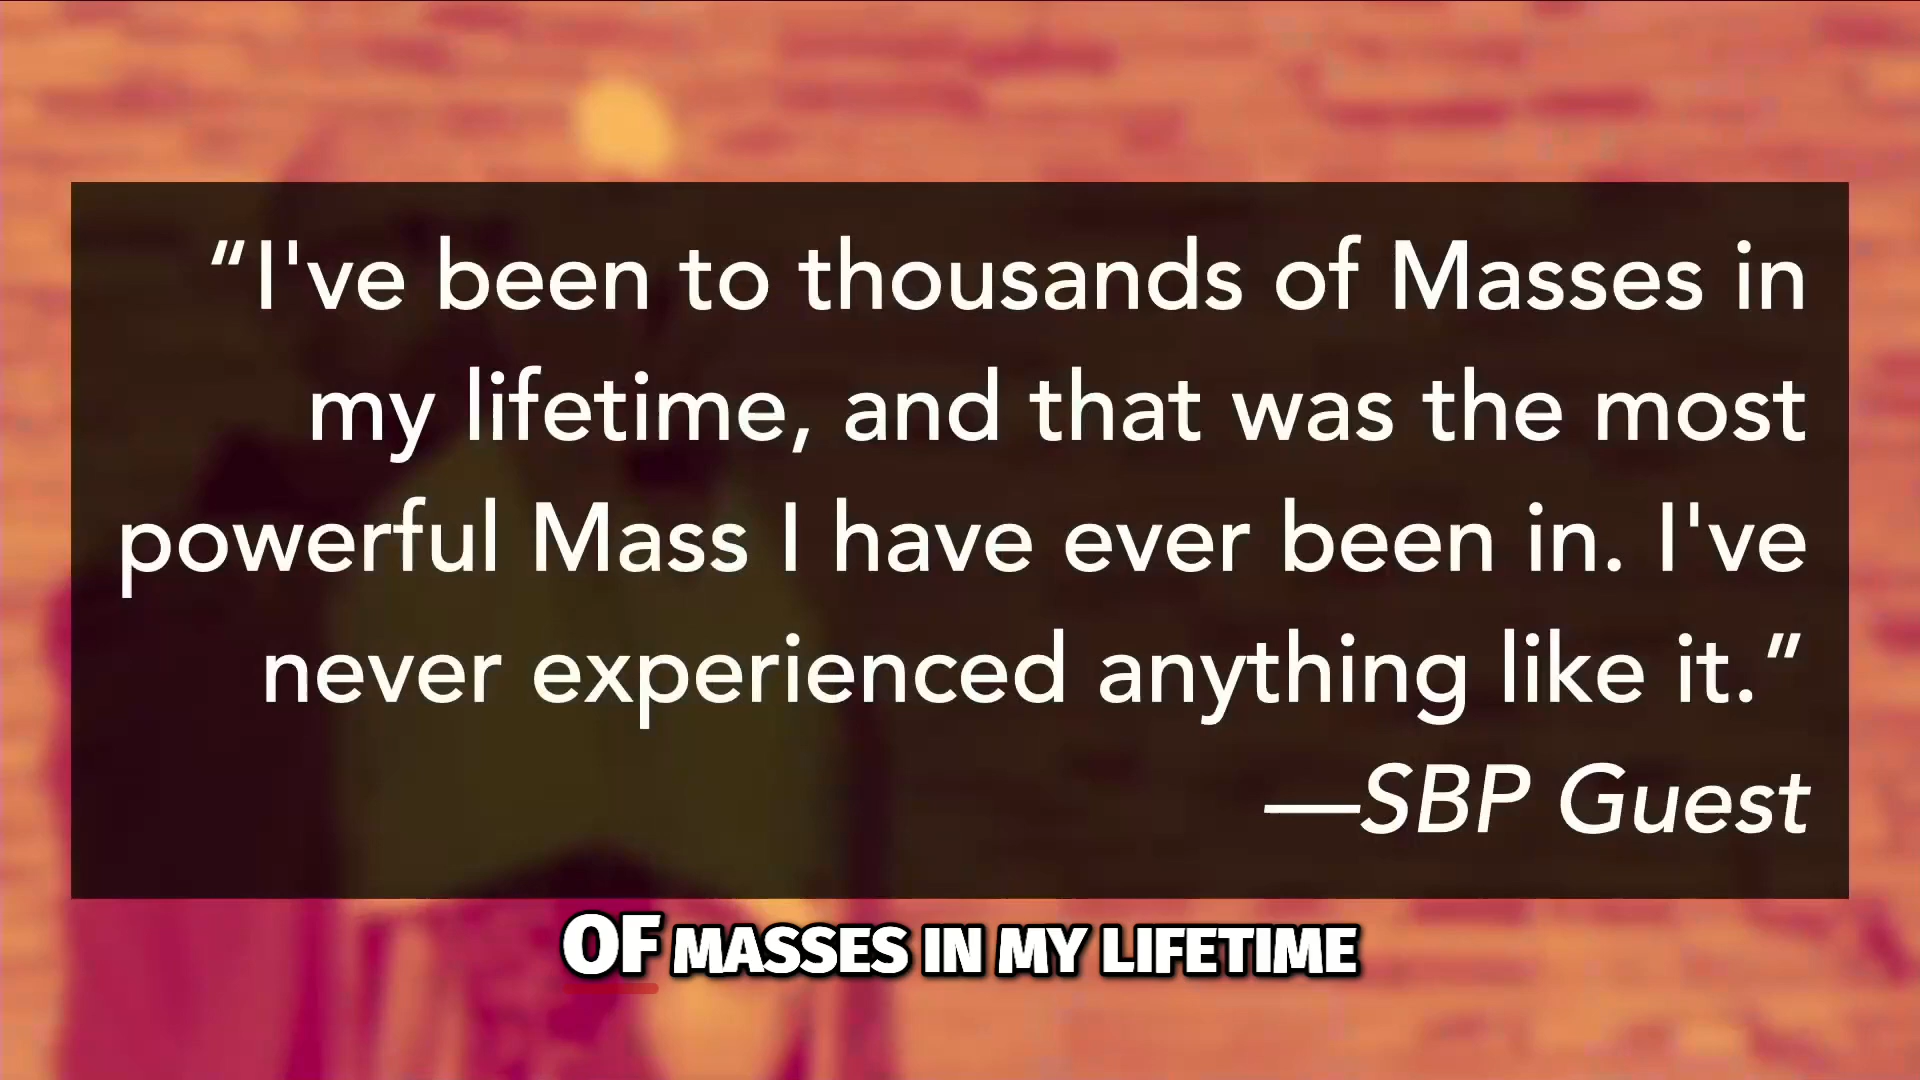 “I've been to thousands of Masses in
my lifetime, and that was the most
powerful Mass I have ever been in. I've
never experienced anything like it.”
—SBP Guest
OF MASSES IN MY LIFETIME